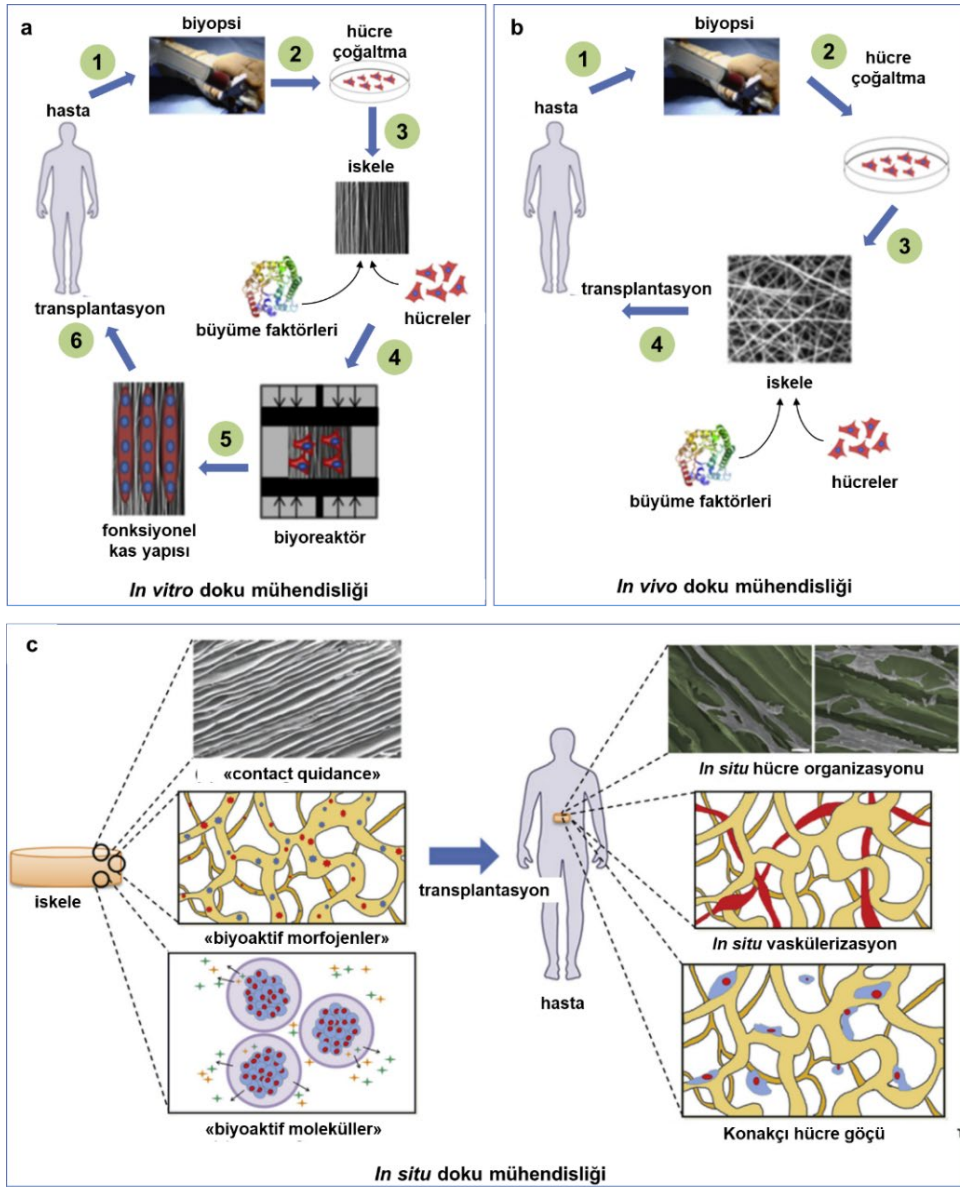 a
biyopsi
1
2
hücre
çoğaltma
hasta
3
iskele
büyüme faktörleri
hücreler
transplantasyon
6
4
5
fonksiyonel
kas yapısı
biyoreaktör
In vitro doku mühendisliği
b
biyopsi
1
2
hücre
çoğaltma
hasta
3
transplantasyon
4
iskele
büyüme faktörleri
hücreler
In vivo doku mühendisliği
c
«contact quidance»
iskele
«biyoaktif morfojenler»
«biyoaktif moleküller»
transplantasyon
hasta
In situ hücre organizasyonu
In situ vaskülerizasyon
Konakçı hücre göçü
In situ doku mühendisliği